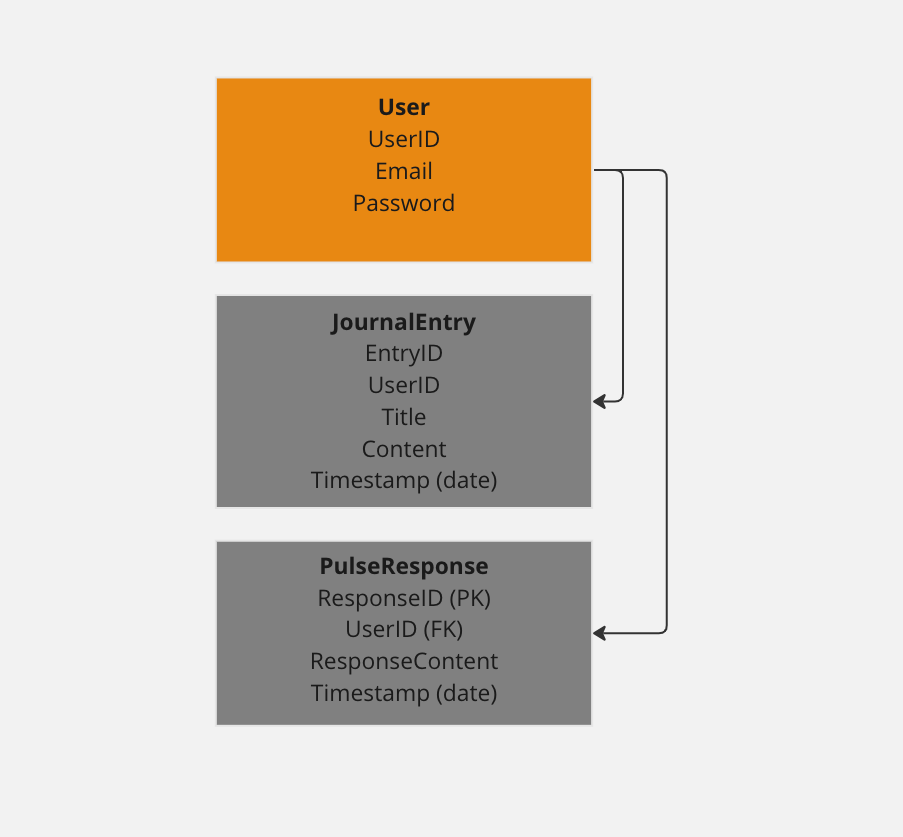 User
UserID
Email
Password
JournalEntry
EntryID
UserID
Title
Content
Timestamp (date)
PulseResponse
ResponseID (PK)
UserID (FK)
ResponseContent
Timestamp (date)